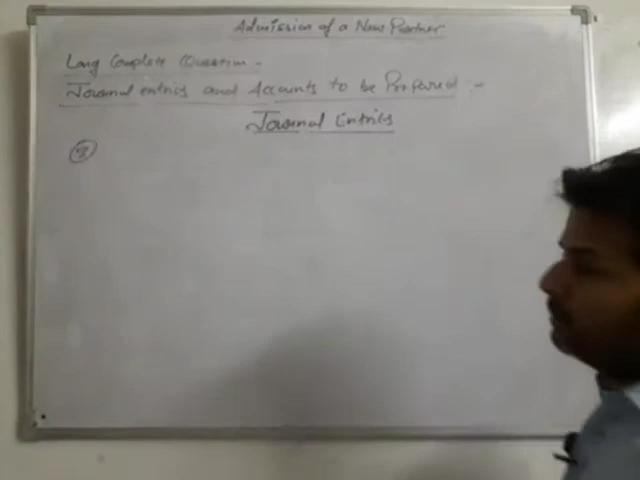 Admission of a New Partner
Long Complete Question -
Journal entries and Accounts to be Prepared :-
Journal Entries